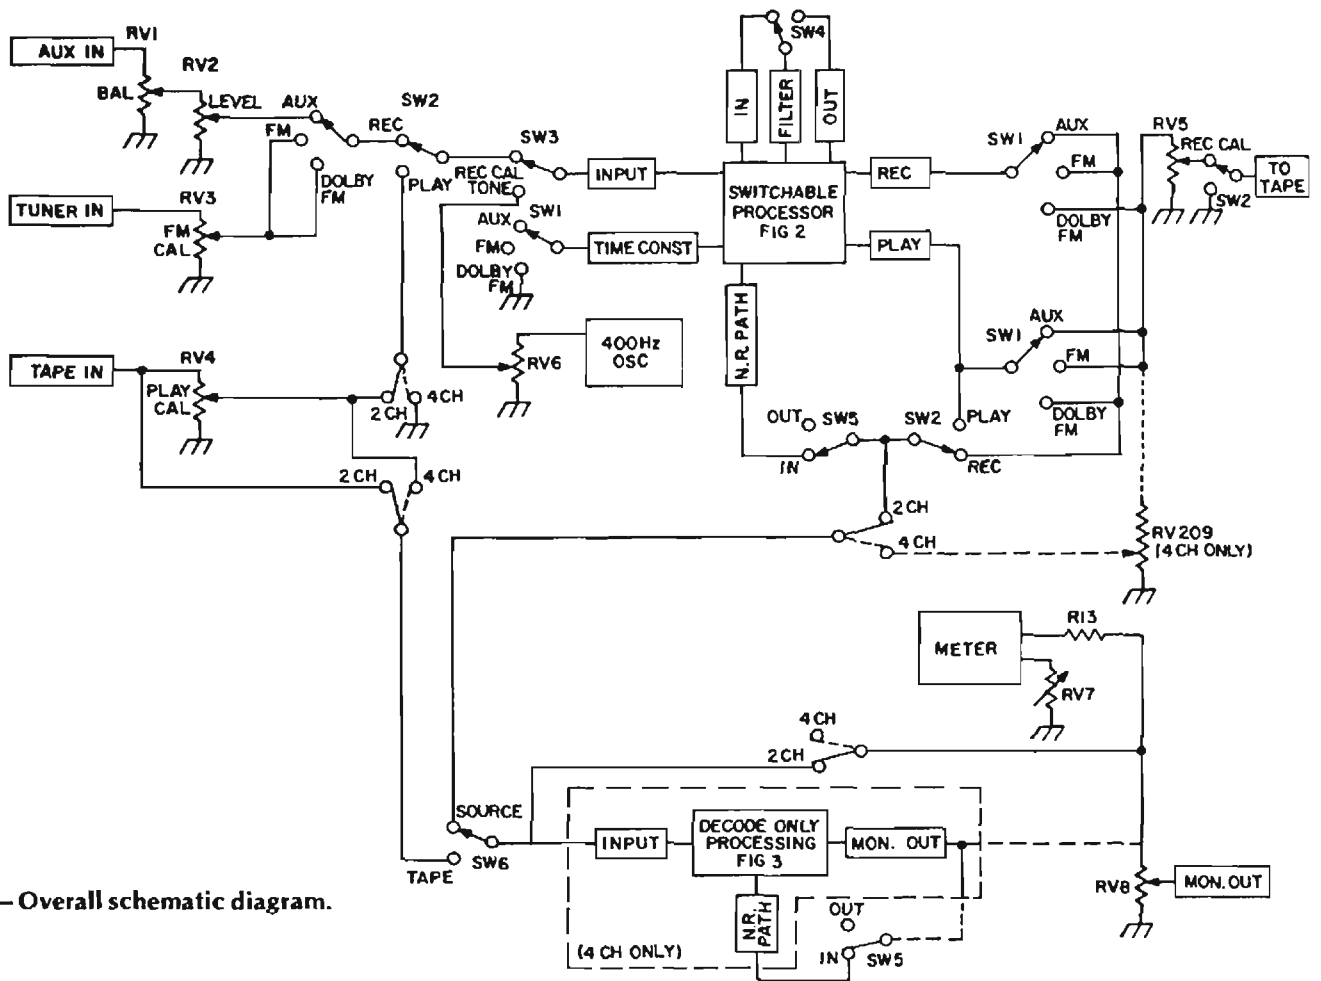 AUX IN
RV1
BAL
RV2
LEVEL
AUX
FM
DOLBY
FM
REC
SW2
PLAY
SW3
REC CAL
TONE
INPUT
TUNER IN
RV3
FM
CAL
SW1
AUX
FM
DOLBY
FM
TIME CONST
IN
FILTER
OUT
SW4
SWITCHABLE
PROCESSOR
FIG 2
REC
PLAY
N.R. PATH
SW1
AUX
FM
DOLBY
FM
RV5
REC CAL
SW2
TO
TAPE
SW1
AUX
FM
DOLBY
FM
TAPE IN
RV4
PLAY
CAL
2 CH
4 CH
RV6
400Hz
OSC
OUT
SW5
IN
SW2
PLAY
REC
2 CH
4 CH
2 CH
4 CH
RV209
(4 CH ONLY)
METER
R13
RV7
4 CH
2 CH
SOURCE
SW6
TAPE
INPUT
DECODE ONLY
PROCESSING
FIG 3
MON. OUT
N.R.
PATH
OUT
IN
SW5
(4 CH ONLY)
RV8
MON. OUT
– Overall schematic diagram.